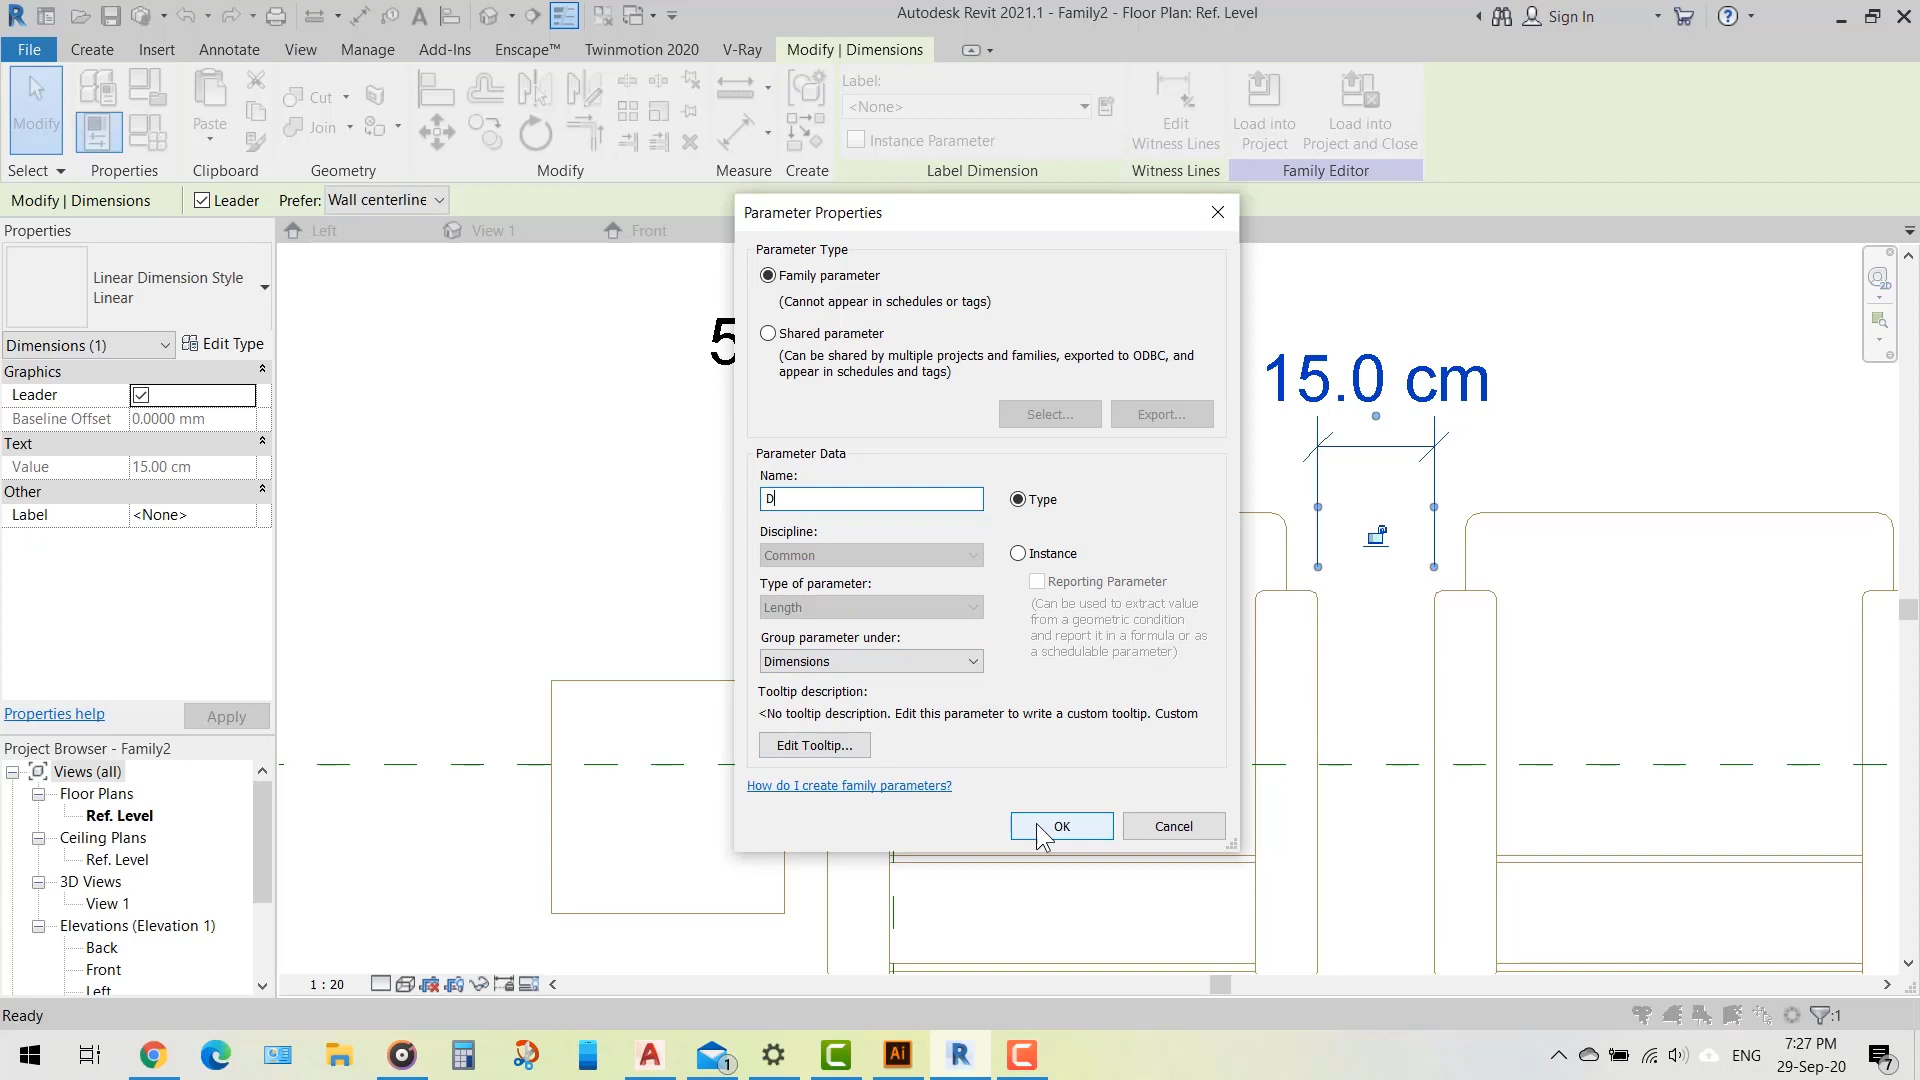 Autodesk Revit 2021.1 - Family2 - Floor Plan: Ref. Level
Sign In
File Create Insert Annotate View Manage Add-Ins Enscape™ Twinmotion 2020 V-Ray Modify | Dimensions
Modify
Select
Properties
Paste
Clipboard
Cut
Join
Geometry
Modify
Measure
Create
Label:
<None>
Instance Parameter
Label Dimension
Edit
Witness Lines
Witness Lines
Load into
Project
Load into
Project and Close
Family Editor
Modify | Dimensions
Leader
Prefer: Wall centerline
Properties
Left
View 1
Front
Linear Dimension Style
Linear
Dimensions (1)
Edit Type
Graphics
Leader
Baseline Offset 0.0000 mm
Text
Value 15.00 cm
Other
Label <None>
Properties help
Apply
Project Browser - Family2
Views (all)
Floor Plans
Ref. Level
Ceiling Plans
Ref. Level
3D Views
View 1
Elevations (Elevation 1)
Back
Front
Left
5
15.0 cm
Parameter Properties
Parameter Type
Family parameter
(Cannot appear in schedules or tags)
Shared parameter
(Can be shared by multiple projects and families, exported to ODBC, and
appear in schedules and tags)
Select...
Export...
Parameter Data
Name:
D
Type
Discipline:
Common
Instance
Type of parameter:
Reporting Parameter
Length
(Can be used to extract value
from a geometric condition
and report it in a formula or as
a schedulable parameter)
Group parameter under:
Dimensions
Tooltip description:
<No tooltip description. Edit this parameter to write a custom tooltip. Custom
Edit Tooltip...
How do I create family parameters?
OK
Cancel
1 : 20
Ready
:1
ENG
7:27 PM
29-Sep-20